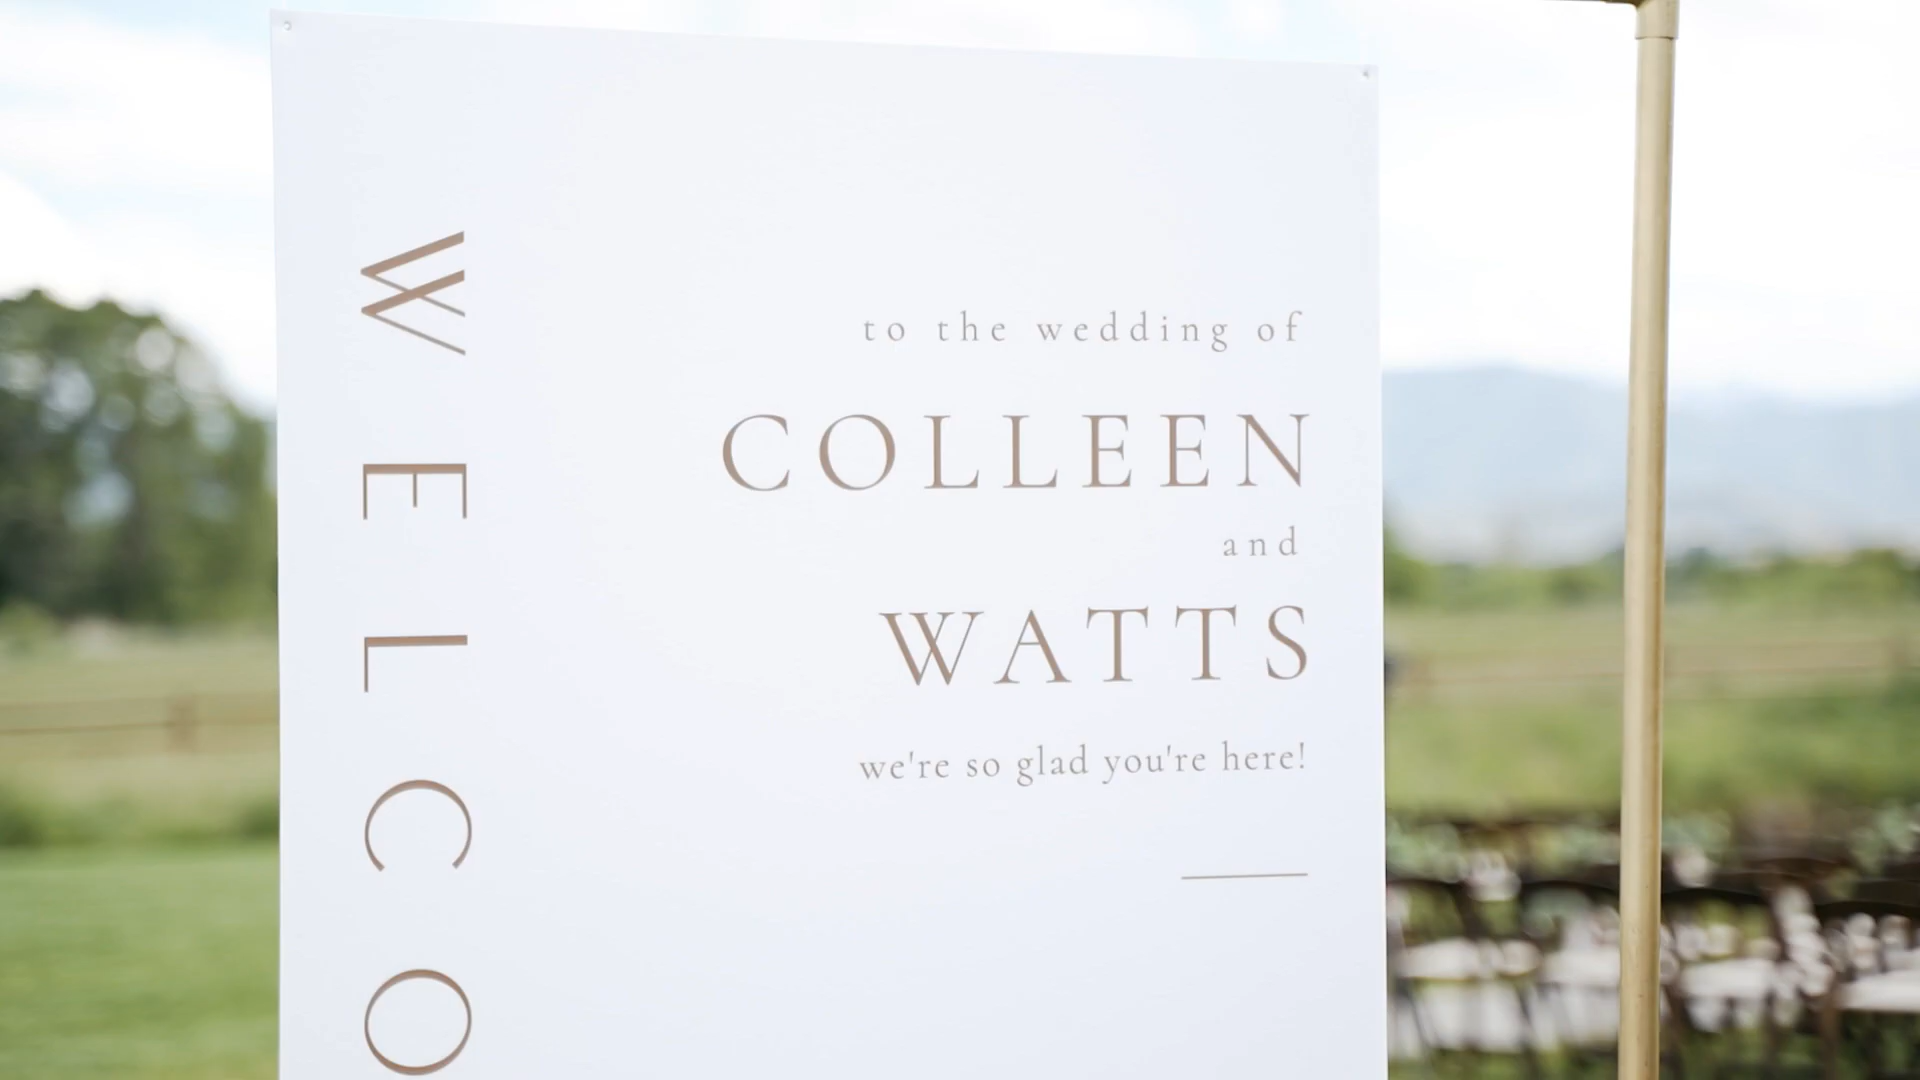 WELCO
to the wedding of
COLLEEN
and
WATTS
we're so glad you're here!